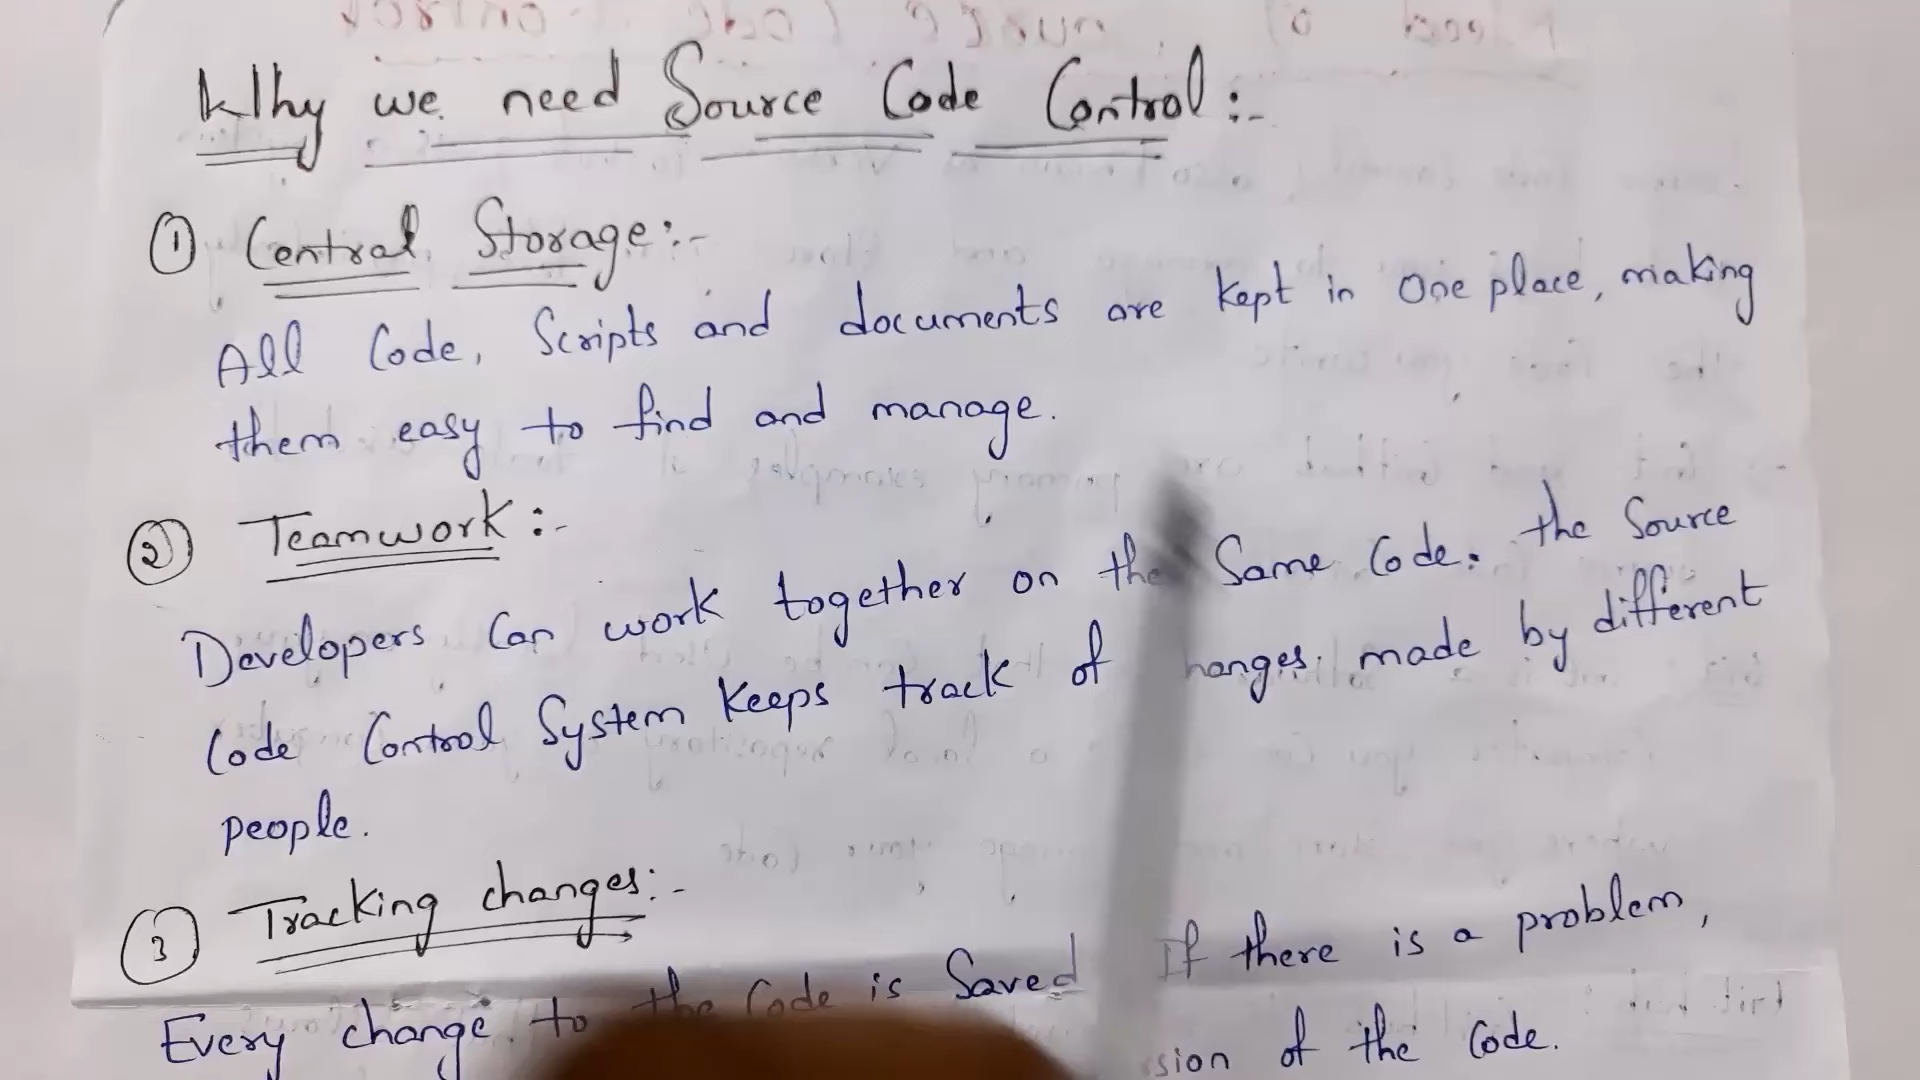 Why we need Source Code Control:-
① Central Storage:-
All Code, Scripts and documents are kept in One place, making
them easy to find and manage.
② Teamwork:-
Developers Can work together on the Same Code. the Source
Code Control System keeps track of hanges made by different
people.
③ Tracking changes:-
Every change to the Code is Saved If there is a problem,
sion of the Code.